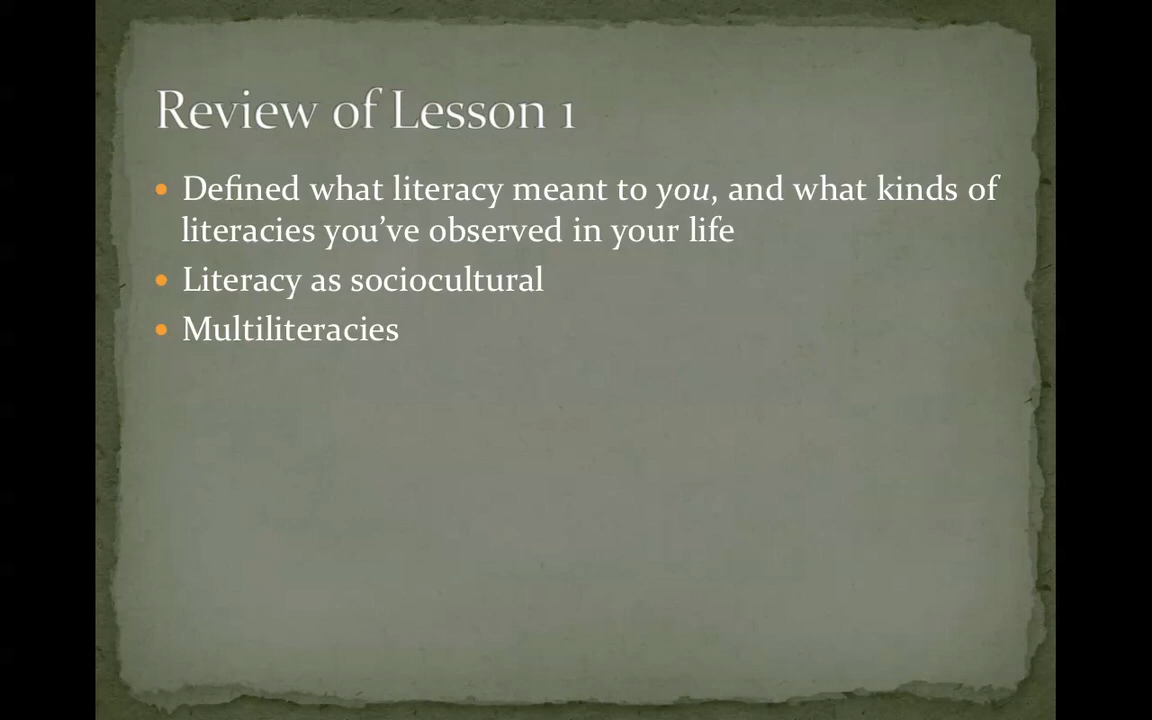 Review of Lesson 1
• Defined what literacy meant to you, and what kinds of
literacies you’ve observed in your life
• Literacy as sociocultural
• Multiliteracies